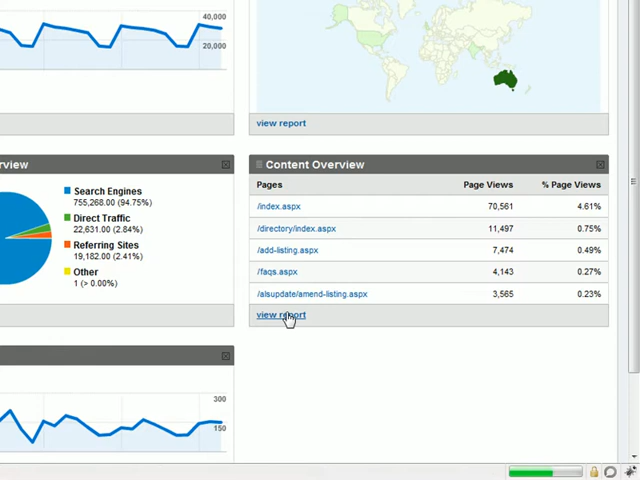 40,000
20,000
view report
rview
Content Overview
Search Engines
755,268.00 (94.75%)
Direct Traffic
22,631.00 (2.84%)
Referring Sites
19,182.00 (2.41%)
Other
1 (> 0.00%)
Pages Page Views % Page Views
/index.aspx 70,561 4.61%
/directory/index.aspx 11,497 0.75%
/add-listing.aspx 7,474 0.49%
/faqs.aspx 4,143 0.27%
/alsupdate/amend-listing.aspx 3,565 0.23%
view report
300
150